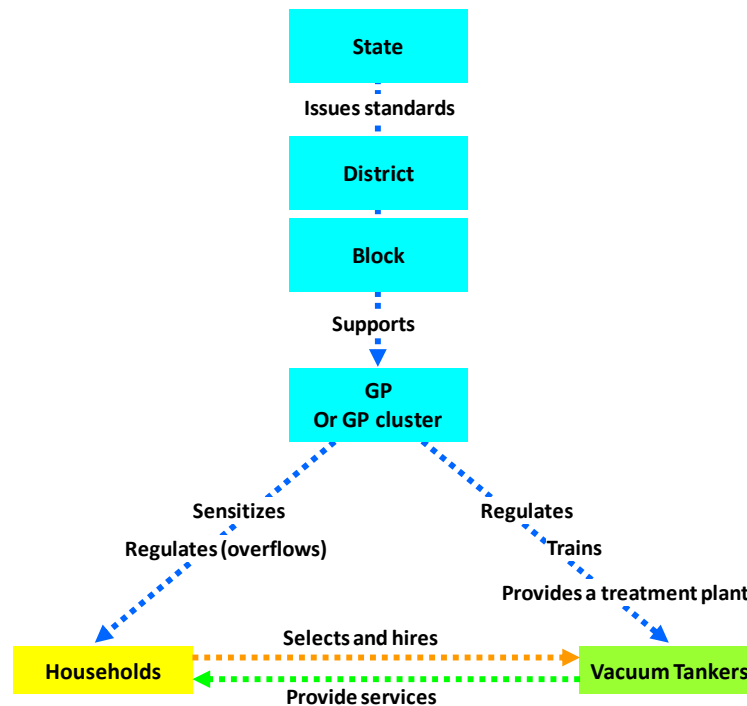 State
Issues standards
District
Block
Supports
GP
Or GP cluster
Sensitizes
Regulates (overflows)
Regulates
Trains
Provides a treatment plant
Selects and hires
Households
Vacuum Tankers
Provide services